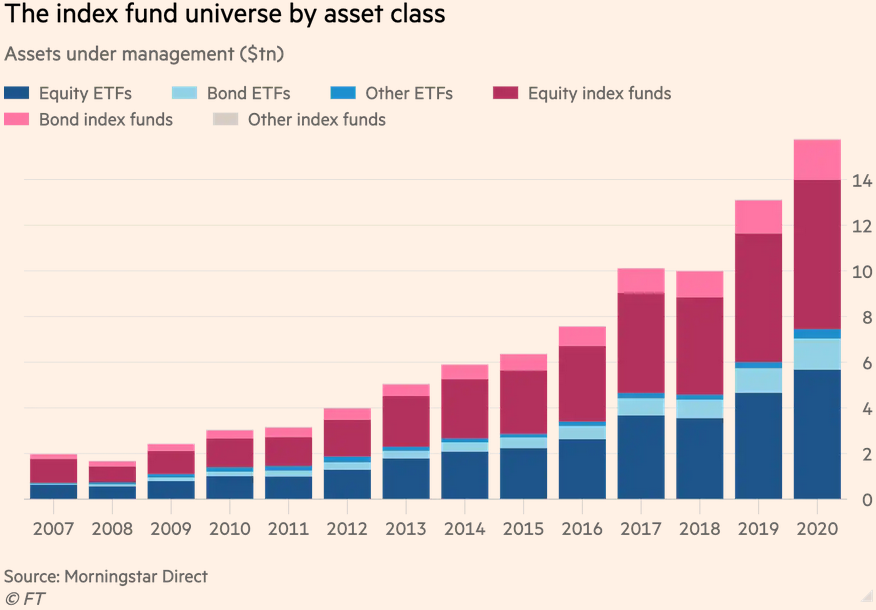 The index fund universe by asset class
Assets under management ($tn)
Equity ETFs Bond ETFs Other ETFs Equity index funds
Bond index funds Other index funds
14
12
10
8
6
4
2
0
2007 2008 2009 2010 2011 2012 2013 2014 2015 2016 2017 2018 2019 2020
Source: Morningstar Direct
© FT